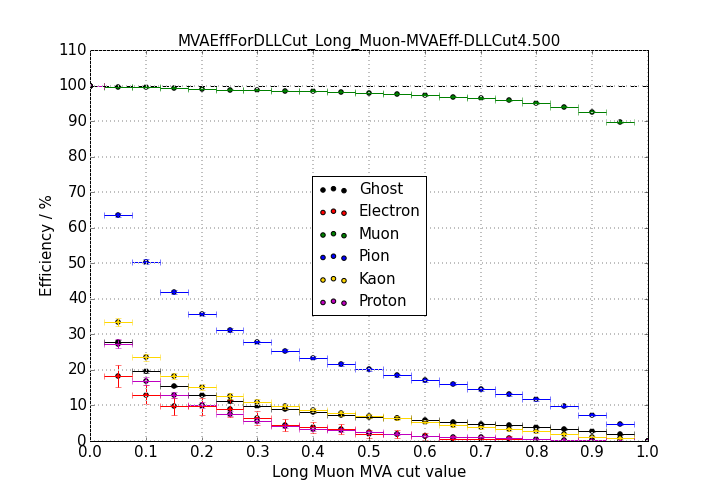 MVAEffForDLLCut_Long_Muon-MVAEff-DLLCut4.500
110
100
90
80
70
60
50
40
30
20
10
0
Efficiency / %
Ghost
Electron
Muon
Pion
Kaon
Proton
0.0 0.1 0.2 0.3 0.4 0.5 0.6 0.7 0.8 0.9 1.0
Long Muon MVA cut value